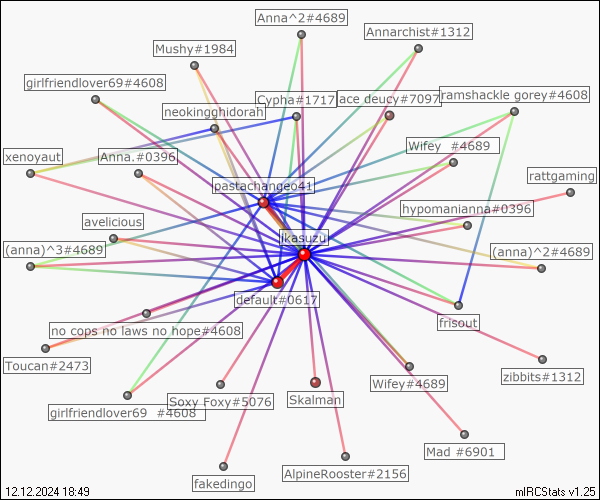 Anna^2#4689
Annarchist#1312
Mushy#1984
girlfriendlover69#4608
Cypha#1717
ace deucy#7097
ramshackle gorey#4608
neokingghidorah
Wifey  #4689
xenoyaut
Anna.#0396
rattgaming
pastachangeo41
hypomanianna#0396
avelicious
jkasuzu
(anna)^3#4689
(anna)^2#4689
default#0617
frisout
no cops no laws no hope#4608
Toucan#2473
zibbits#1312
Wifey#4689
Soxy Foxy#5076
Skalman
girlfriendlover69  #4608
Mad #6901
AlpineRooster#2156
fakedingo
12.12.2024 18:49
mIRCStats v1.25